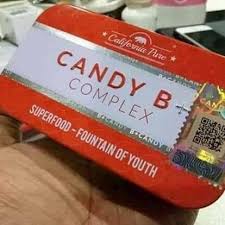 California Pure
CANDY B
COMPLEX
SUPERFOOD - FOUNTAIN OF YOUTH